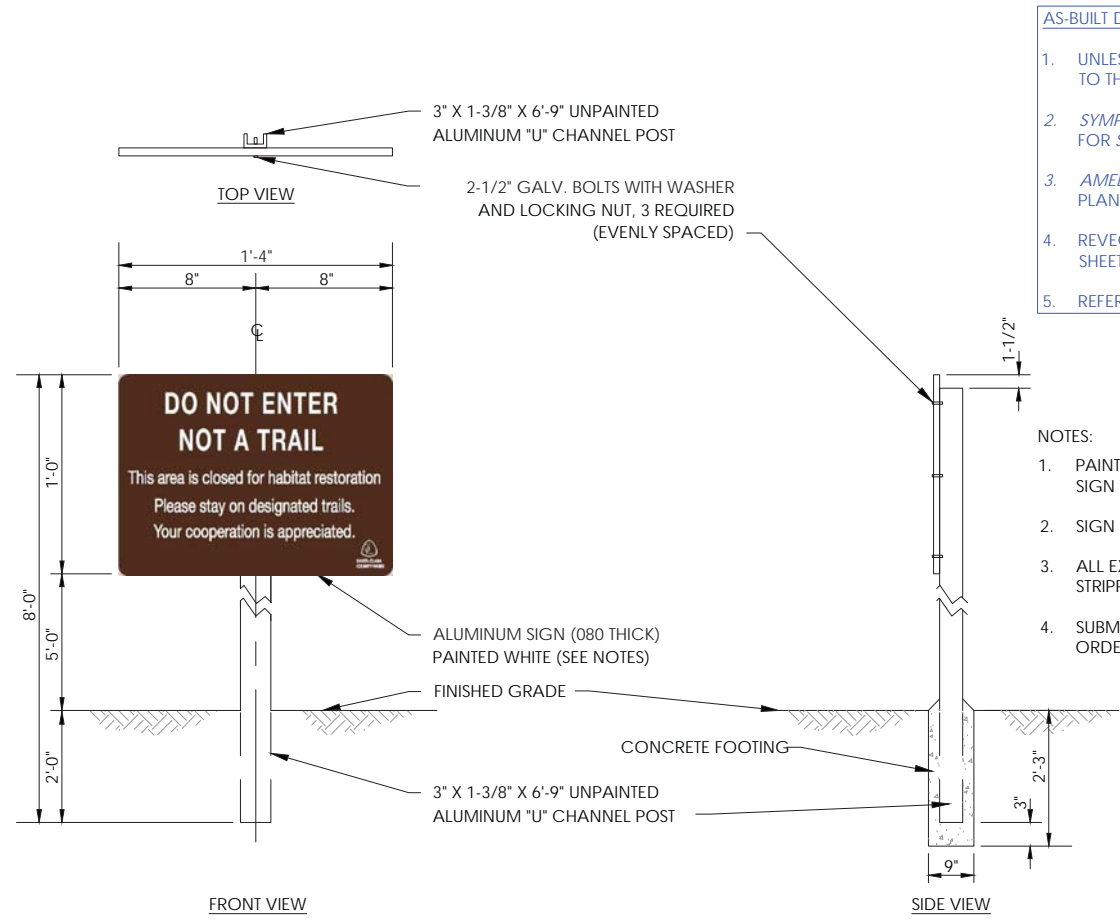 AS-BUILT D
1. UNLES
TO TH
2. SYMP
FOR S
3. AMEL
PLAN
4. REVEG
SHEET
5. REFER
3" X 1-3/8" X 6'-9" UNPAINTED
ALUMINUM "U" CHANNEL POST
TOP VIEW
2-1/2" GALV. BOLTS WITH WASHER
AND LOCKING NUT, 3 REQUIRED
(EVENLY SPACED)
1'-4"
8" 8"
℄
1-1/2"
DO NOT ENTER
NOT A TRAIL
This area is closed for habitat restoration
Please stay on designated trails.
Your cooperation is appreciated.
1'-0"
8'-0"
5'-0"
2'-0"
NOTES:
1. PAINT
SIGN
2. SIGN
3. ALL EX
STRIPP
4. SUBM
ORDE
ALUMINUM SIGN (080 THICK)
PAINTED WHITE (SEE NOTES)
FINISHED GRADE
CONCRETE FOOTING
3" X 1-3/8" X 6'-9" UNPAINTED
ALUMINUM "U" CHANNEL POST
2'-3"
3"
9"
FRONT VIEW
SIDE VIEW